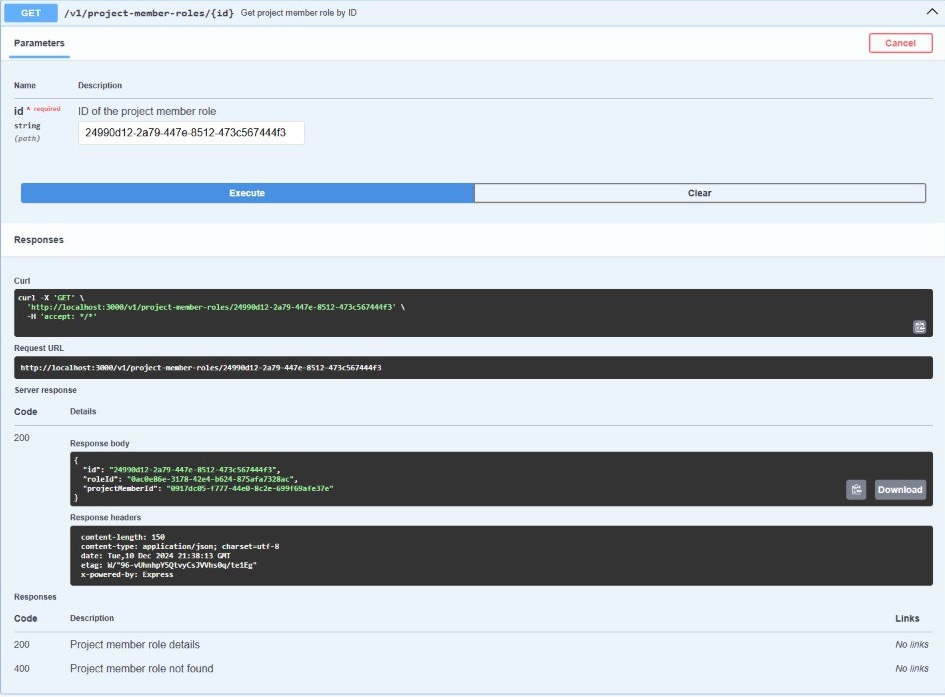 GET /v1/project-member-roles/{id} Get project member role by ID
Parameters Cancel
Name Description
id * required ID of the project member role
string
(path)
24990d12-2a79-447e-8512-473c567444f3
Execute Clear
Responses
Curl
curl -X 'GET' \
'http://localhost:3000/v1/project-member-roles/24990d12-2a79-447e-8512-473c567444f3' \
-H 'accept: */*'
Request URL
http://localhost:3000/v1/project-member-roles/24990d12-2a79-447e-8512-473c567444f3
Server response
Code Details
200
Response body
{
"id": "24990d12-2a79-447e-8512-473c567444f3",
"roleId": "0ac0e86e-3178-42e4-b624-875afa7328ac",
"projectMemberId": "0917dc05-f777-44e0-8c2e-699f69afe37e"
}
Download
Response headers
content-length: 150
content-type: application/json; charset=utf-8
date: Tue,10 Dec 2024 21:38:13 GMT
etag: W/"96-vUhnhpY5QtvyCsJVVhs0q/te1Eg"
x-powered-by: Express
Responses
Code Description Links
200 Project member role details No links
400 Project member role not found No links